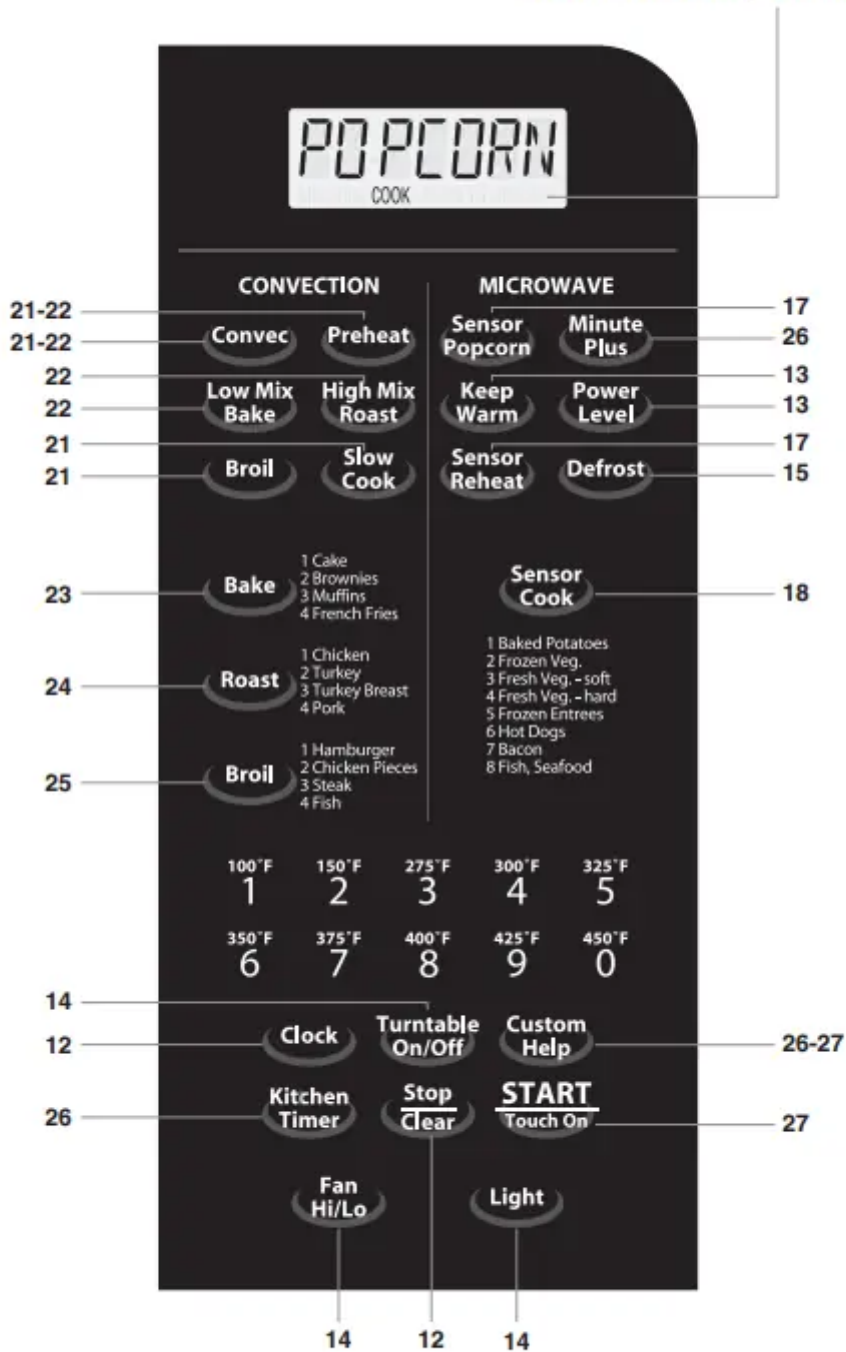 POPCORN
COOK
CONVECTION
MICROWAVE
21-22
21-22
Convec
Preheat
Sensor
Popcorn
Minute
Plus
17
26
22
22
Low Mix
Bake
High Mix
Roast
Keep
Warm
Power
Level
13
13
21
21
Broil
Slow
Cook
Sensor
Reheat
Defrost
17
15
23
Bake
1 Cake
2 Brownies
3 Muffins
4 French Fries
Sensor
Cook
18
24
Roast
1 Chicken
2 Turkey
3 Turkey Breast
4 Pork
25
Broil
1 Hamburger
2 Chicken Pieces
3 Steak
4 Fish
1 Baked Potatoes
2 Frozen Veg.
3 Fresh Veg. - soft
4 Fresh Veg. - hard
5 Frozen Entrees
6 Hot Dogs
7 Bacon
8 Fish, Seafood
100°F 150°F 275°F 300°F 325°F
1 2 3 4 5
350°F 375°F 400°F 425°F 450°F
6 7 8 9 0
14
12
Clock
Turntable
On/Off
Custom
Help
26-27
26
Kitchen
Timer
Stop
Clear
START
Touch On
27
Fan
Hi/Lo
Light
14 12 14